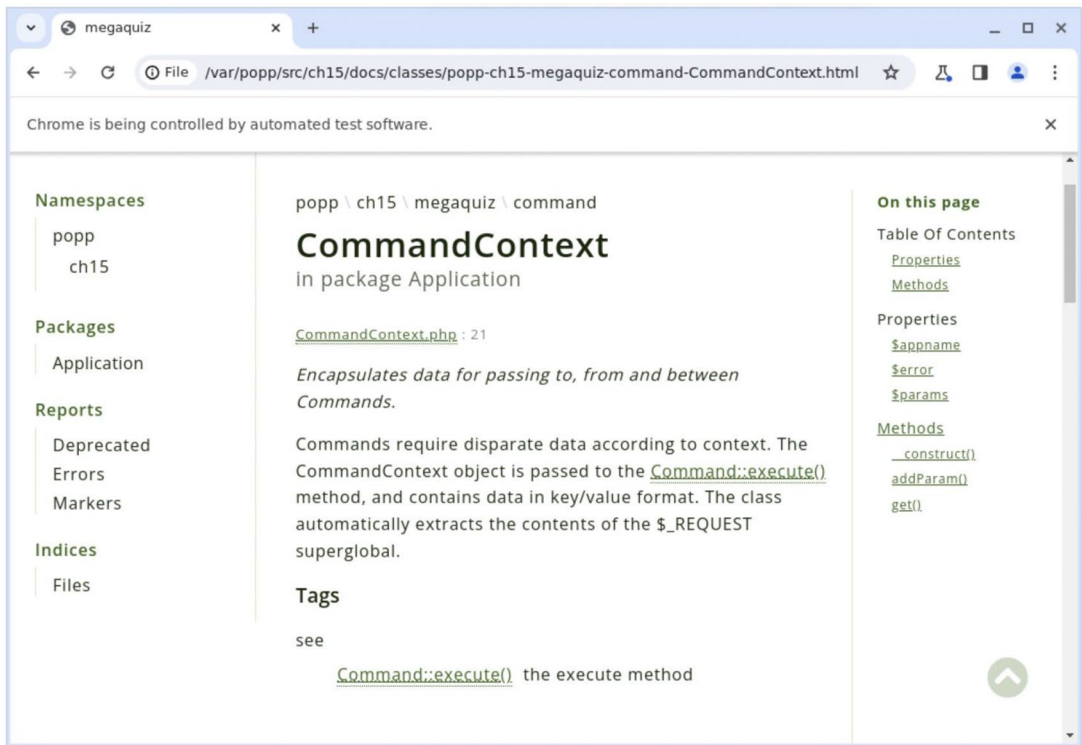 megaquiz
File /var/popp/src/ch15/docs/classes/popp-ch15-megaquiz-command-CommandContext.html
Chrome is being controlled by automated test software.
Namespaces
popp
ch15
Packages
Application
Reports
Deprecated
Errors
Markers
Indices
Files
popp \ ch15 \ megaquiz \ command
CommandContext
in package Application
CommandContext.php : 21
Encapsulates data for passing to, from and between
Commands.
Commands require disparate data according to context. The
CommandContext object is passed to the Command::execute()
method, and contains data in key/value format. The class
automatically extracts the contents of the $_REQUEST
superglobal.
Tags
see
Command::execute() the execute method
On this page
Table Of Contents
Properties
Methods
Properties
$appname
$error
$params
Methods
__construct()
addParam()
get()